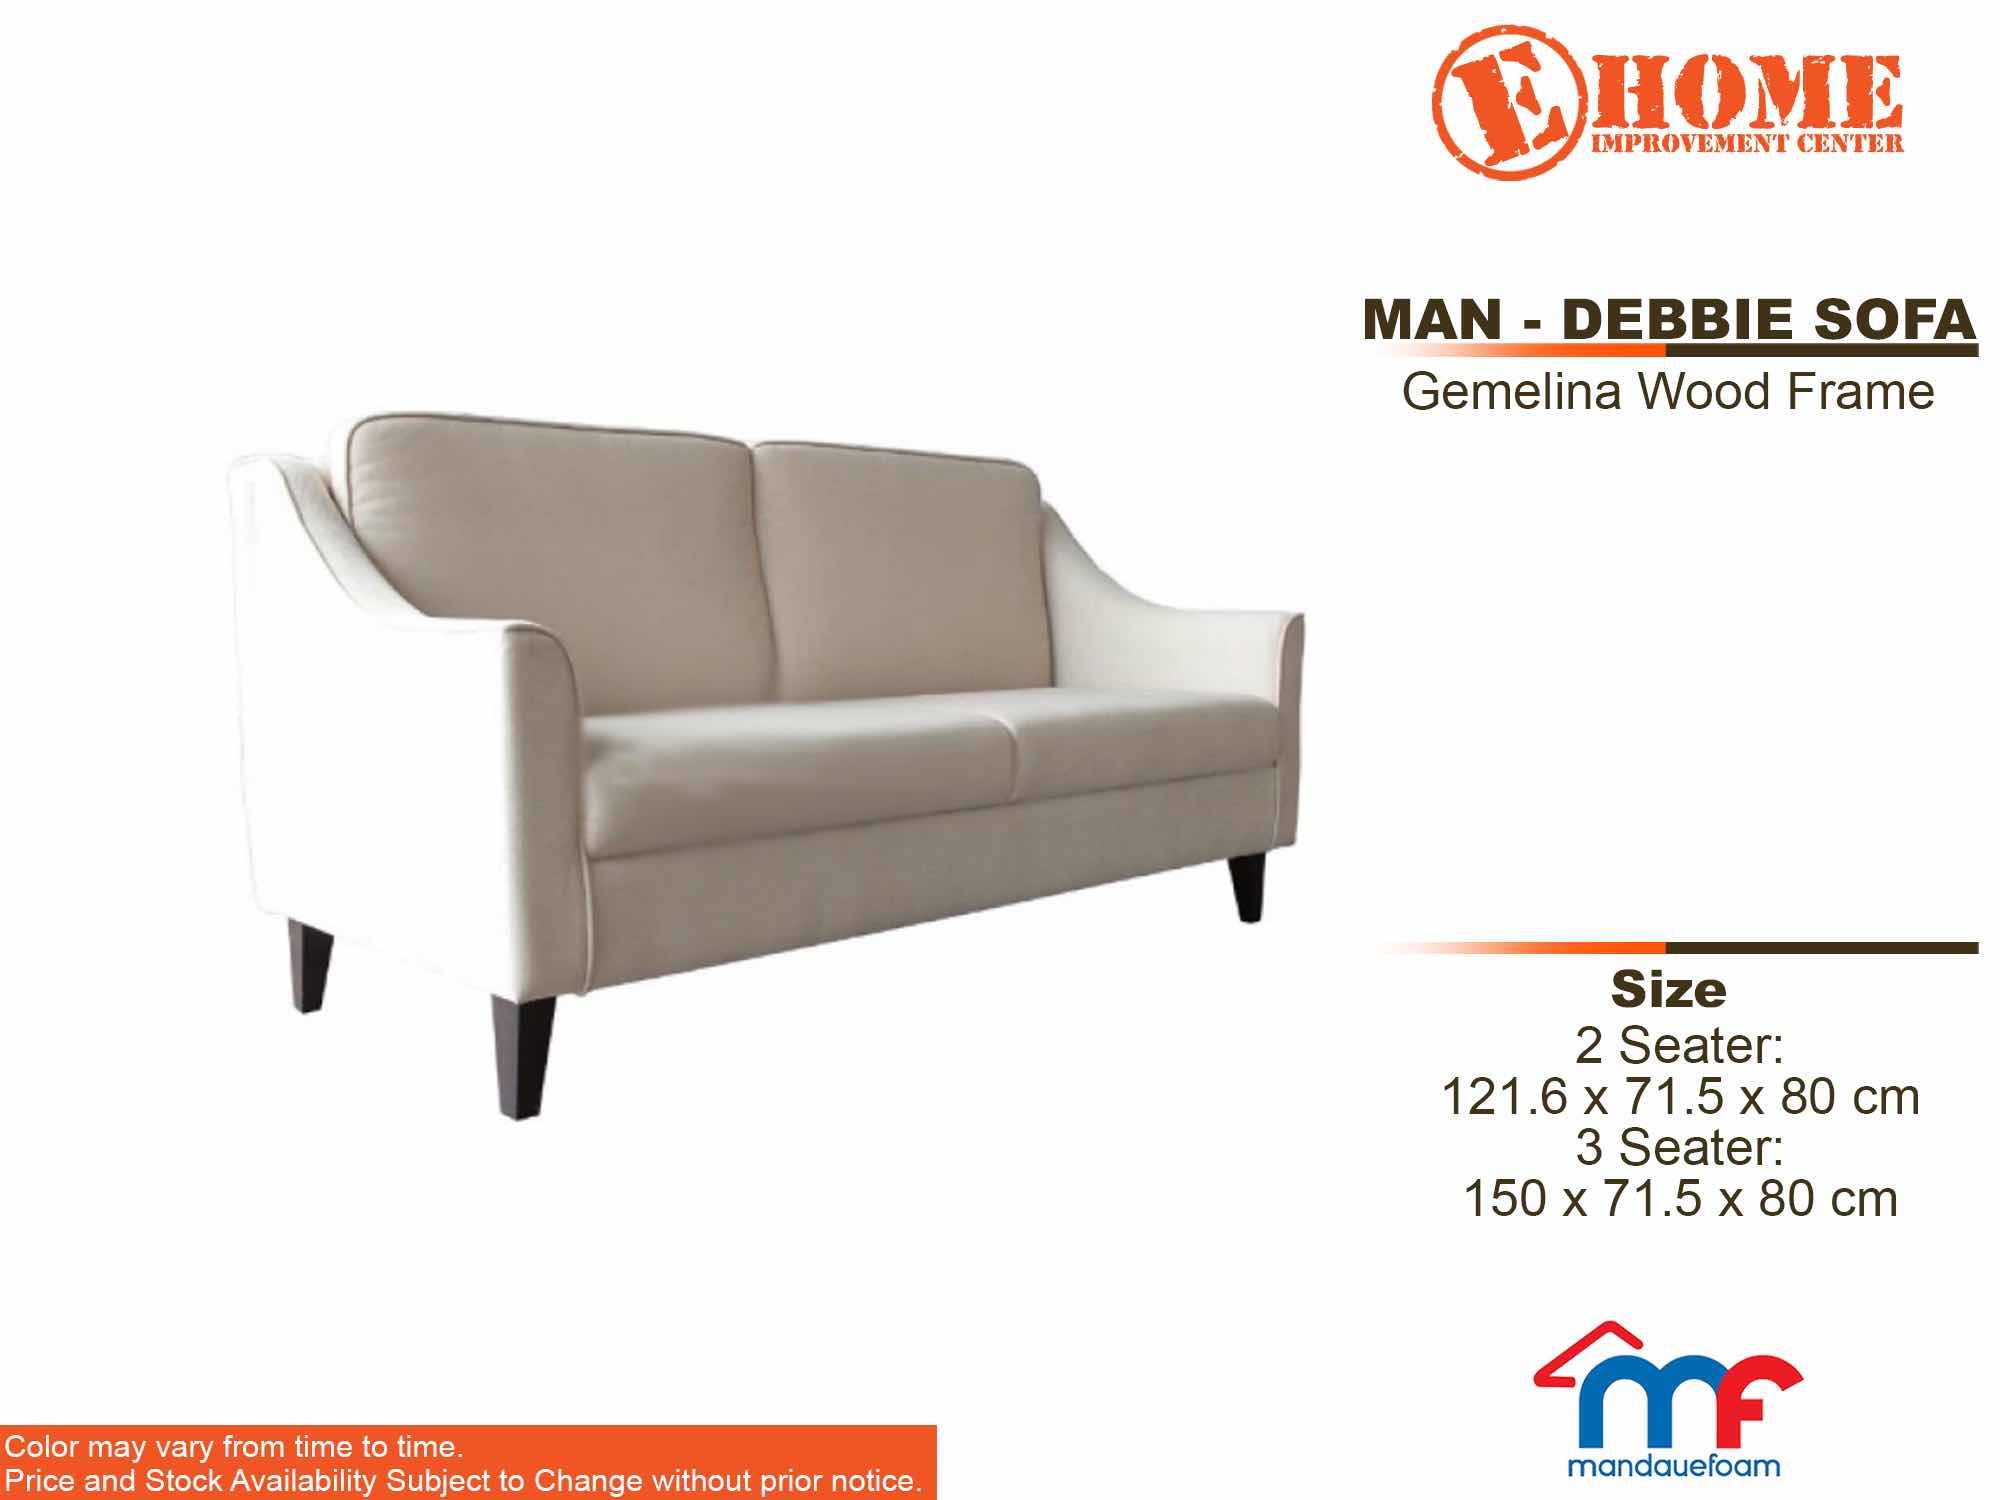 E HOME
IMPROVEMENT CENTER
MAN - DEBBIE SOFA
Gemelina Wood Frame
Size
2 Seater:
121.6 x 71.5 x 80 cm
3 Seater:
150 x 71.5 x 80 cm
mf
mandauefoam
Color may vary from time to time.
Price and Stock Availability Subject to Change without prior notice.